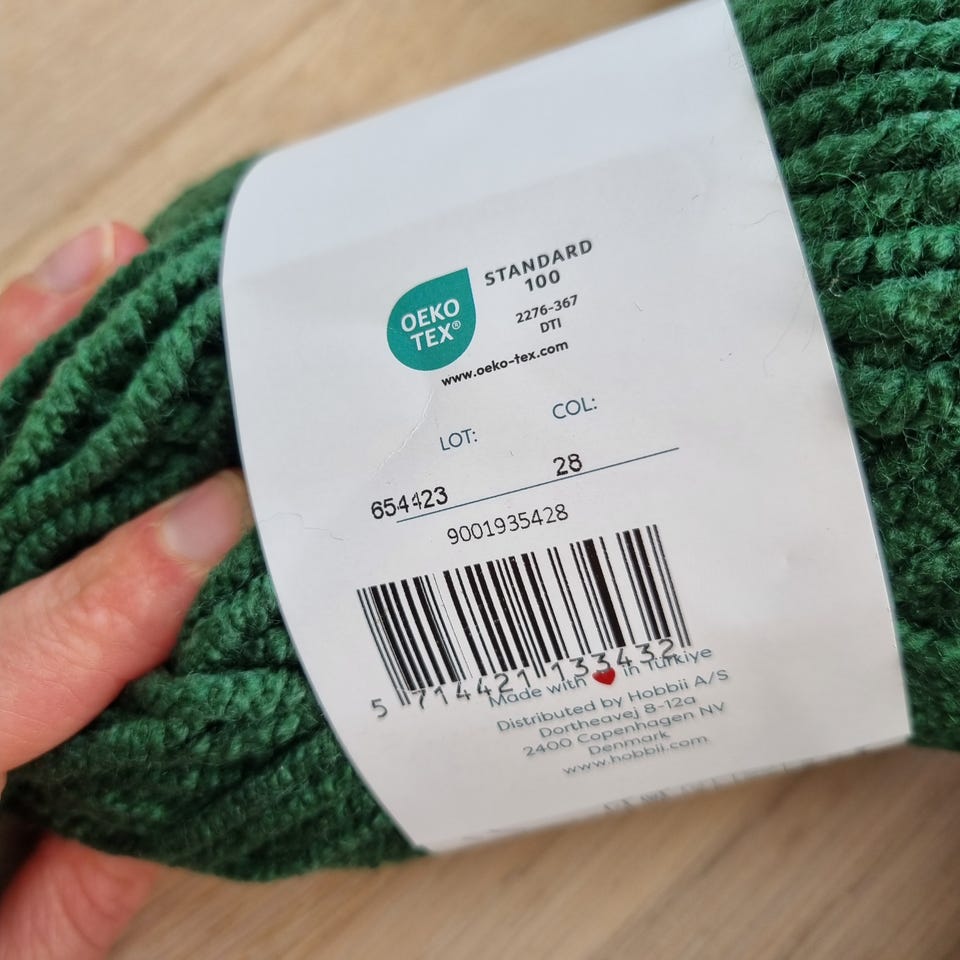 OEKO
TEX®
STANDARD
100
2276-367
DTI
www.oeko-tex.com
LOT: COL:
654423 28
9001935428
5 714421 133432
Made with ❤ in Türkiye
Distributed by Hobbii A/S
Dortheavej 8-12a
2400 Copenhagen NV
Denmark
www.hobbii.com